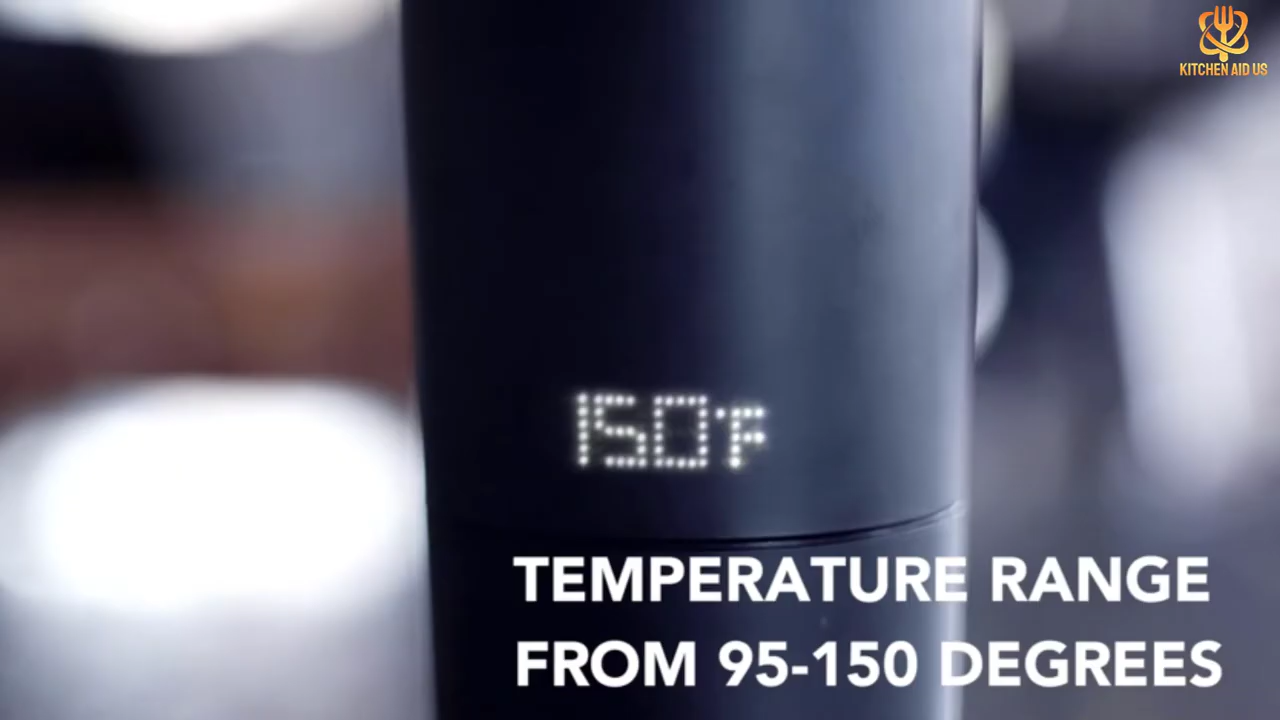 KITCHEN AID US
150°F
TEMPERATURE RANGE
FROM 95-150 DEGREES